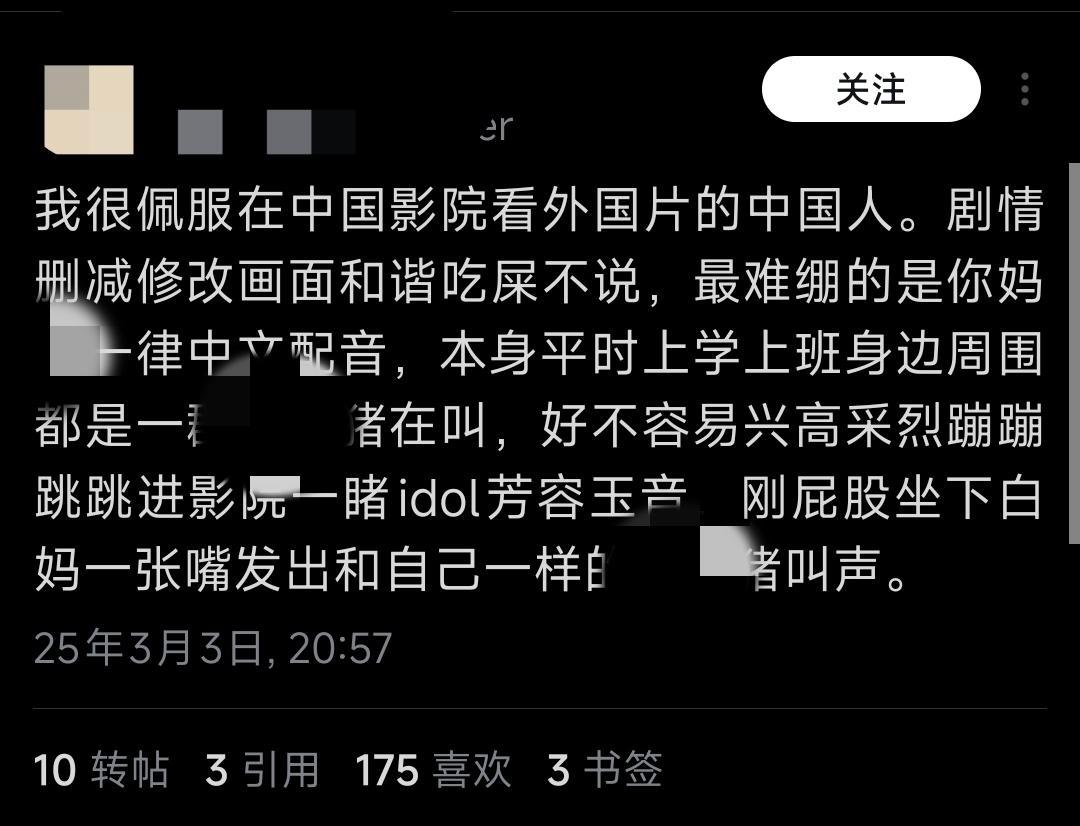 关注
er
我很佩服在中国影院看外国片的中国人。剧情
删减修改画面和谐吃屎不说，最难绷的是你妈
一律中文配音，本身平时上学上班身边周围
都是一群猪在叫，好不容易兴高采烈蹦蹦
跳跳进影院一睹idol芳容玉音 刚屁股坐下白
妈一张嘴发出和自己一样的猪叫声。
25年3月3日, 20:57
10 转帖 3 引用 175 喜欢 3 书签